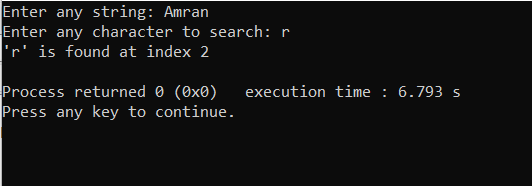 Enter any string: Amran
Enter any character to search: r
'r' is found at index 2
Process returned 0 (0x0)   execution time : 6.793 s
Press any key to continue.